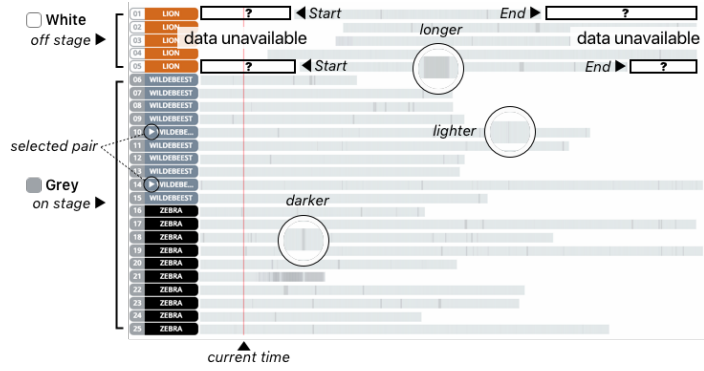 White
off stage ▶
01 LION ? ◀ Start End ▶ ?
02 LION longer
03 LION data unavailable data unavailable
04 LION
05 LION ? ◀ Start End ▶ ?
06 WILDEBEEST
07 WILDEBEEST
08 WILDEBEEST
09 WILDEBEEST
10 WILDEBE... lighter
11 WILDEBEEST
selected pair
12 WILDEBEEST
13 WILDEBEEST
14 WILDEBE...
Grey
on stage ▶
15 WILDEBEEST darker
16 ZEBRA
17 ZEBRA
18 ZEBRA
19 ZEBRA
20 ZEBRA
21 ZEBRA
22 ZEBRA
23 ZEBRA
24 ZEBRA
25 ZEBRA
current time